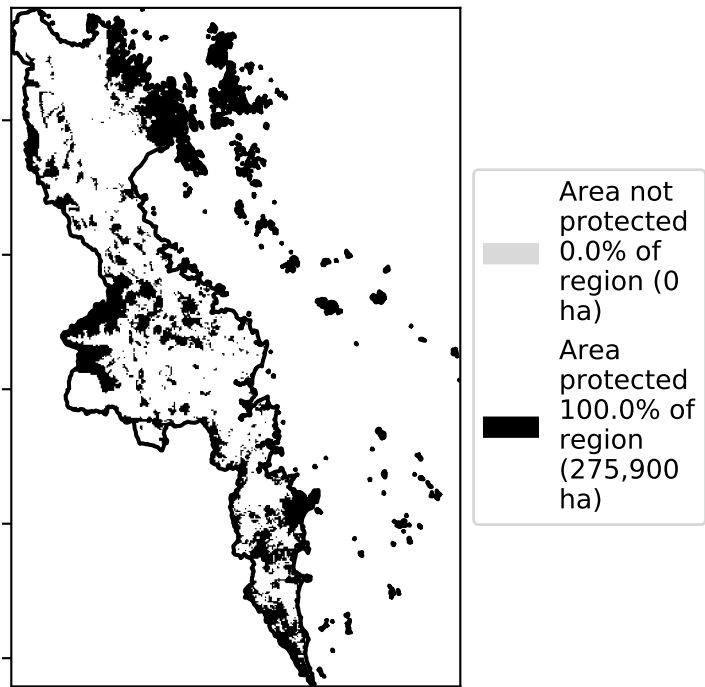 Area not
protected
0.0% of
region (0
ha)
Area
protected
100.0% of
region
(275,900
ha)